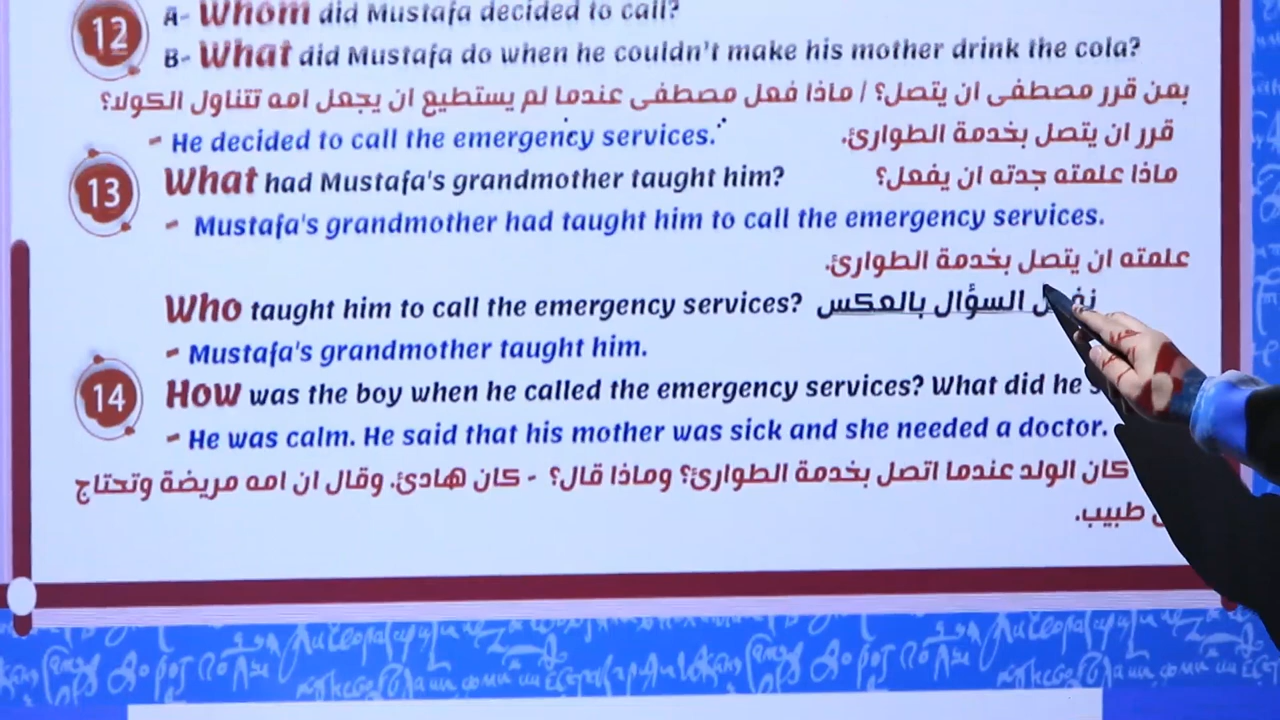 12 A- Whom did Mustafa decided to call?
B- What did Mustafa do when he couldn't make his mother drink the cola?
بمن قرر مصطفى ان يتصل؟ / ماذا فعل مصطفى عندما لم يستطيع ان يجعل امه تتناول الكولا؟
- He decided to call the emergency services. قرر ان يتصل بخدمة الطوارئ.
13 What had Mustafa's grandmother taught him? ماذا علمته جدته ان يفعل؟
- Mustafa's grandmother had taught him to call the emergency services.
علمته ان يتصل بخدمة الطوارئ.
Who taught him to call the emergency services? نفس السؤال بالعكس
- Mustafa's grandmother taught him.
14 How was the boy when he called the emergency services? What did he
- He was calm. He said that his mother was sick and she needed a doctor.
كان الولد عندما اتصل بخدمة الطوارئ؟ وماذا قال؟ - كان هادئ. وقال ان امه مريضة وتحتاج
طبيب.